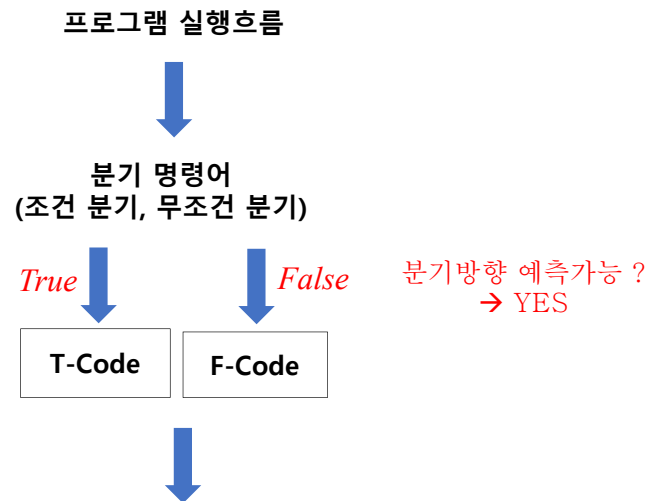 프로그램 실행흐름
분기 명령어
(조건 분기, 무조건 분기)
True
False
분기방향 예측가능 ?
→ YES
T-Code
F-Code